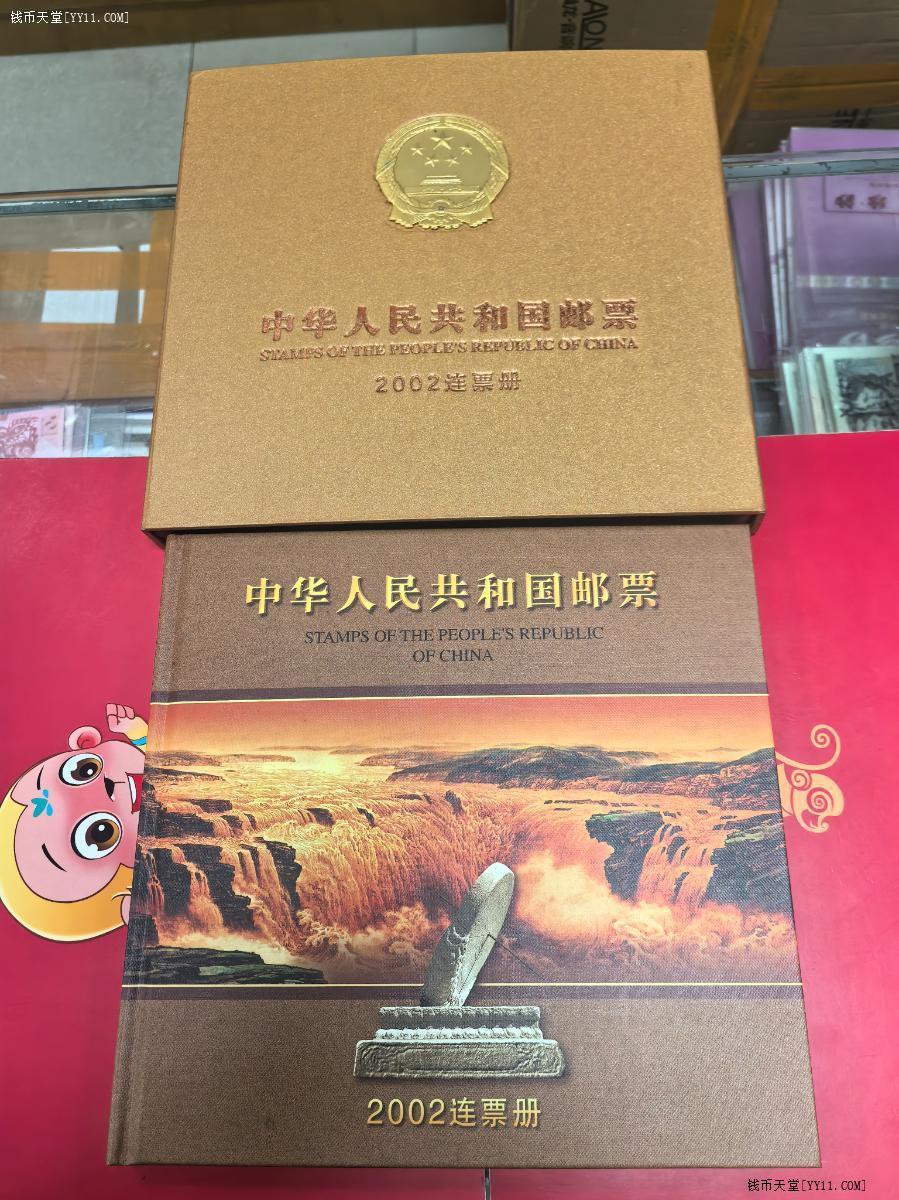 钱币天堂[YY11.COM]
中华人民共和国邮票
STAMPS OF THE PEOPLE'S REPUBLIC OF CHINA
2002连票册
中华人民共和国邮票
STAMPS OF THE PEOPLE'S REPUBLIC
OF CHINA
2002连票册
钱币天堂[YY11.COM]